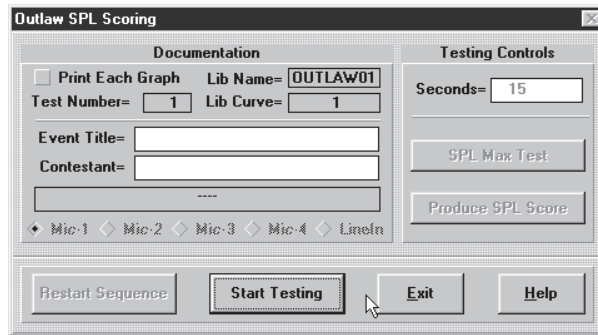 Outlaw SPL Scoring
Documentation
Print Each Graph Lib Name= OUTLAW01
Test Number= 1 Lib Curve= 1
Event Title=
Contestant=
----
Mic-1 Mic-2 Mic-3 Mic-4 LineIn
Testing Controls
Seconds= 15
SPL Max Test
Produce SPL Score
Restart Sequence Start Testing Exit Help